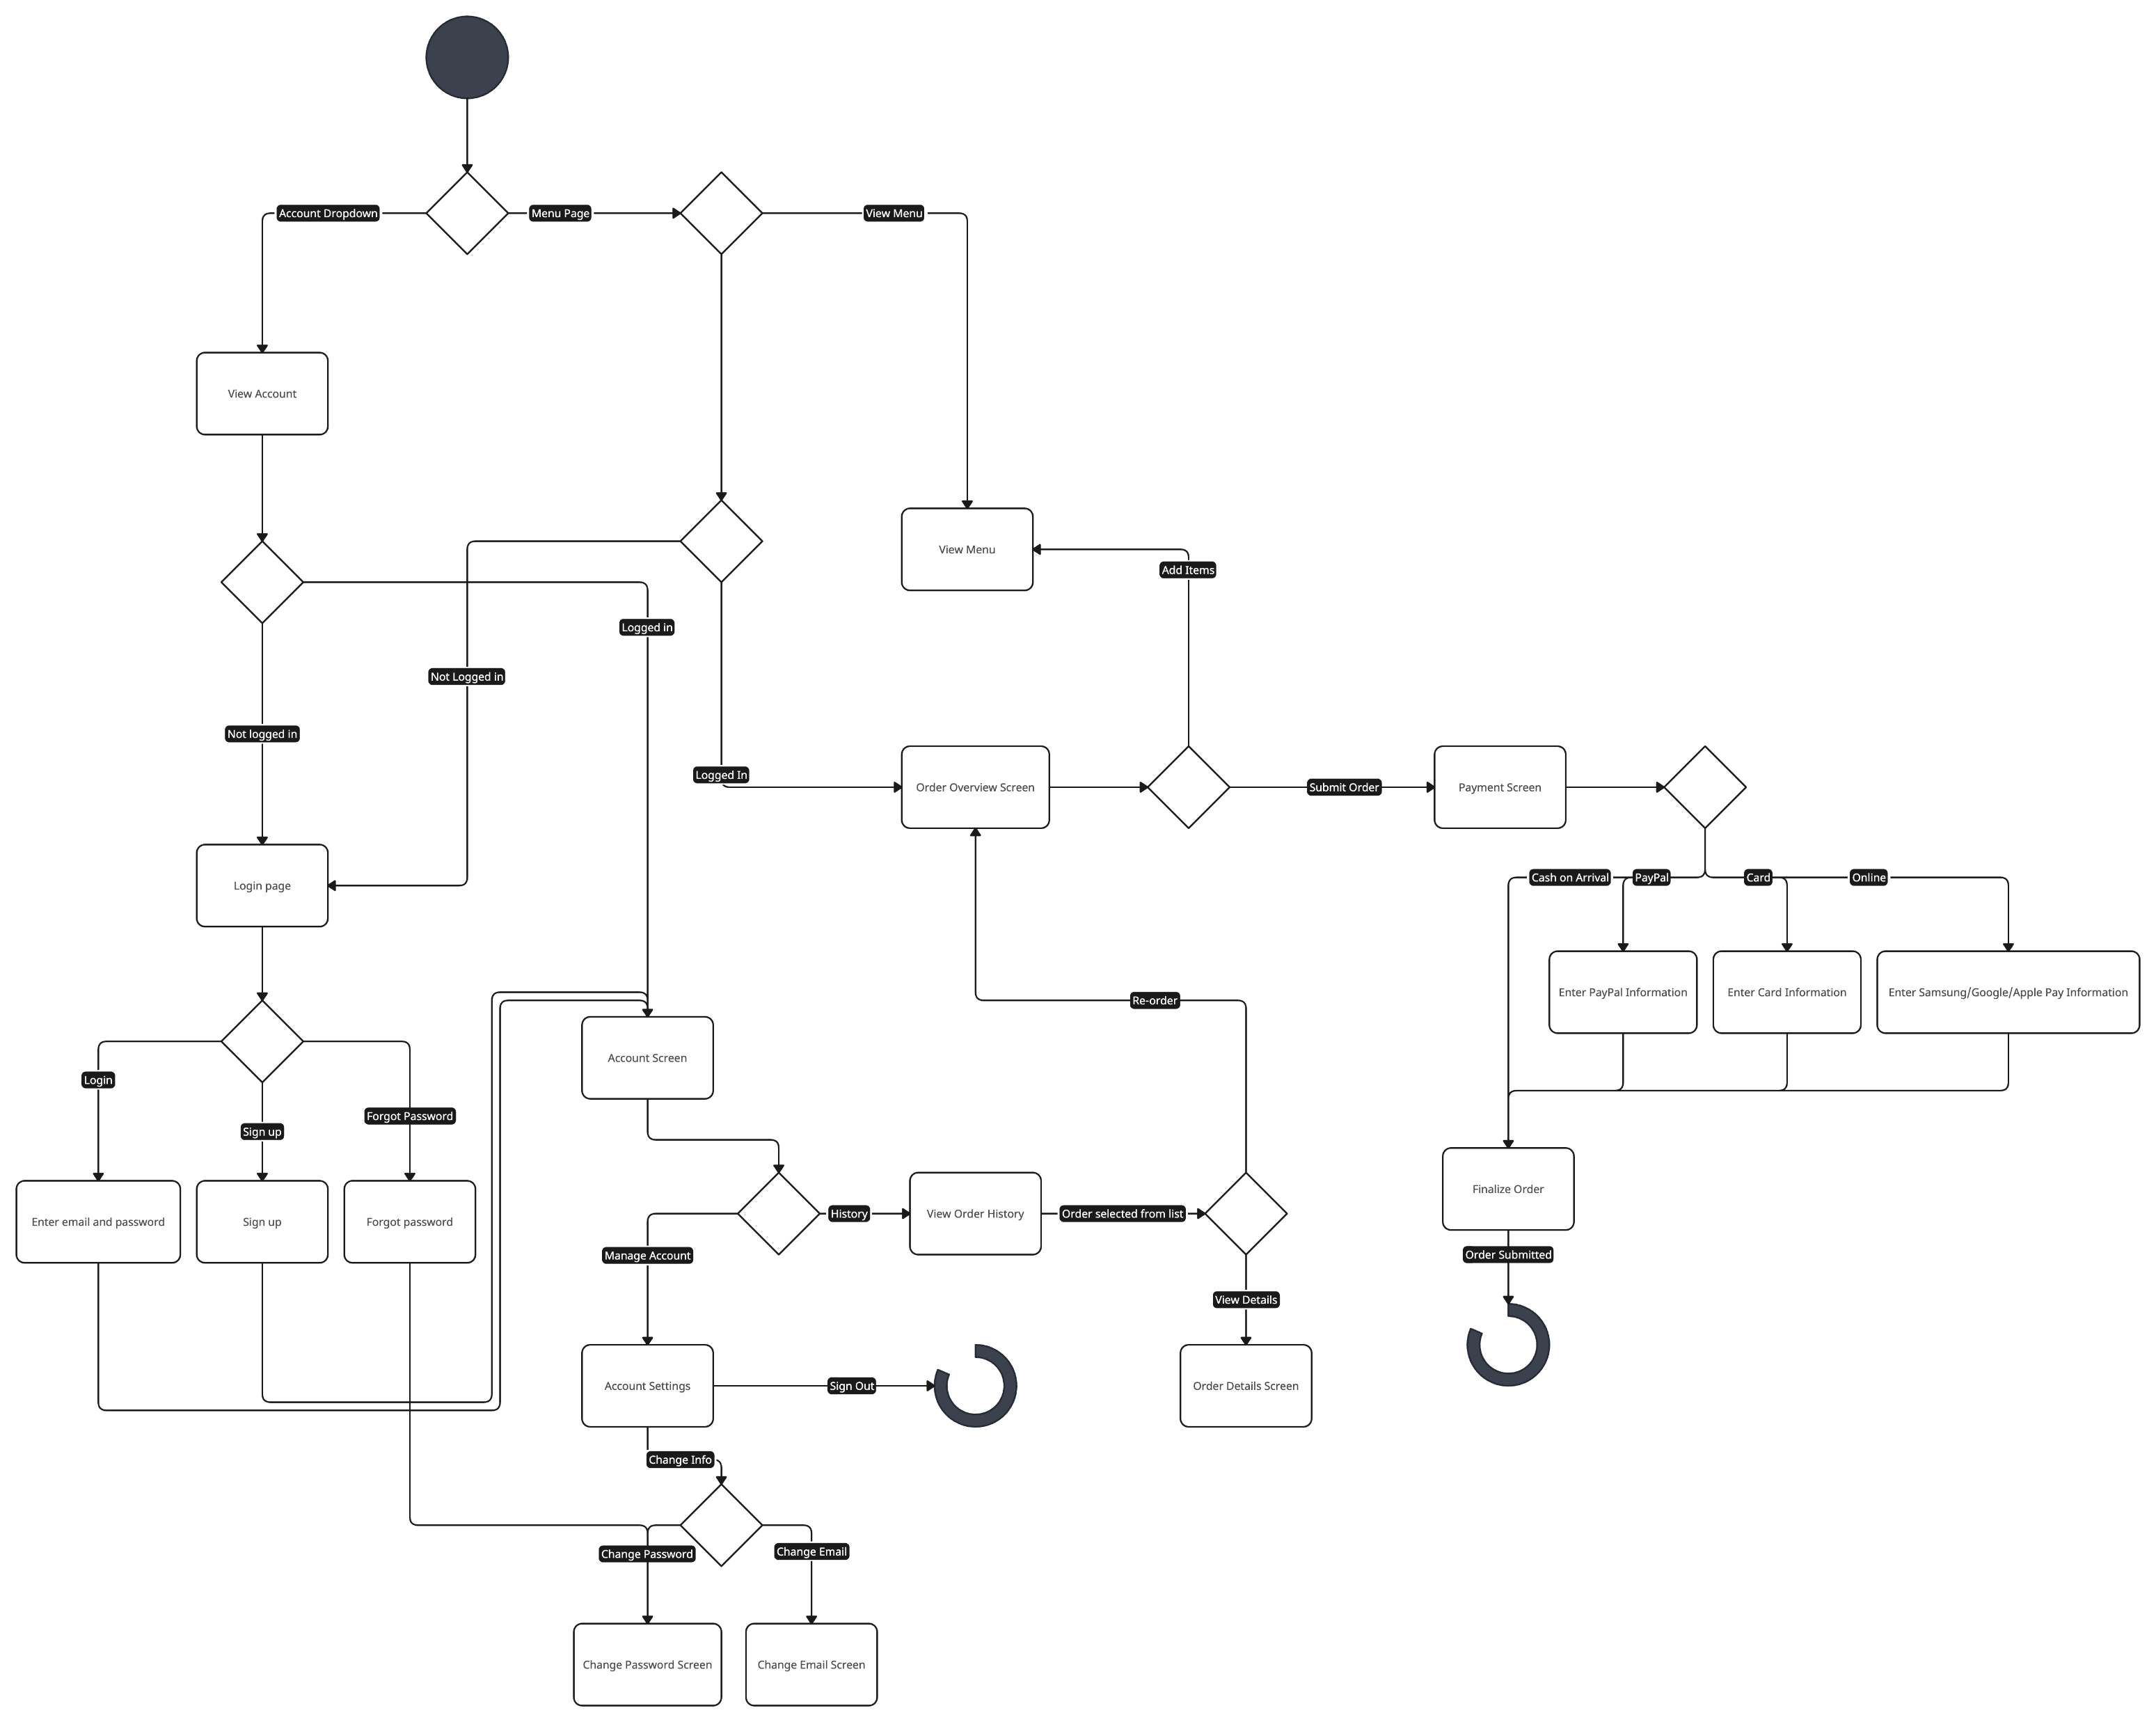 Account Dropdown
Menu Page
View Menu
View Account
View Menu
Add Items
Logged in
Not Logged in
Not logged in
Logged In
Order Overview Screen
Submit Order
Payment Screen
Login page
Cash on Arrival
PayPal
Card
Online
Enter PayPal Information
Enter Card Information
Enter Samsung/Google/Apple Pay Information
Re-order
Account Screen
Login
Forgot Password
Sign up
Enter email and password
Sign up
Forgot password
History
View Order History
Order selected from list
Finalize Order
Manage Account
Order Submitted
View Details
Account Settings
Sign Out
Order Details Screen
Change Info
Change Password
Change Email
Change Password Screen
Change Email Screen